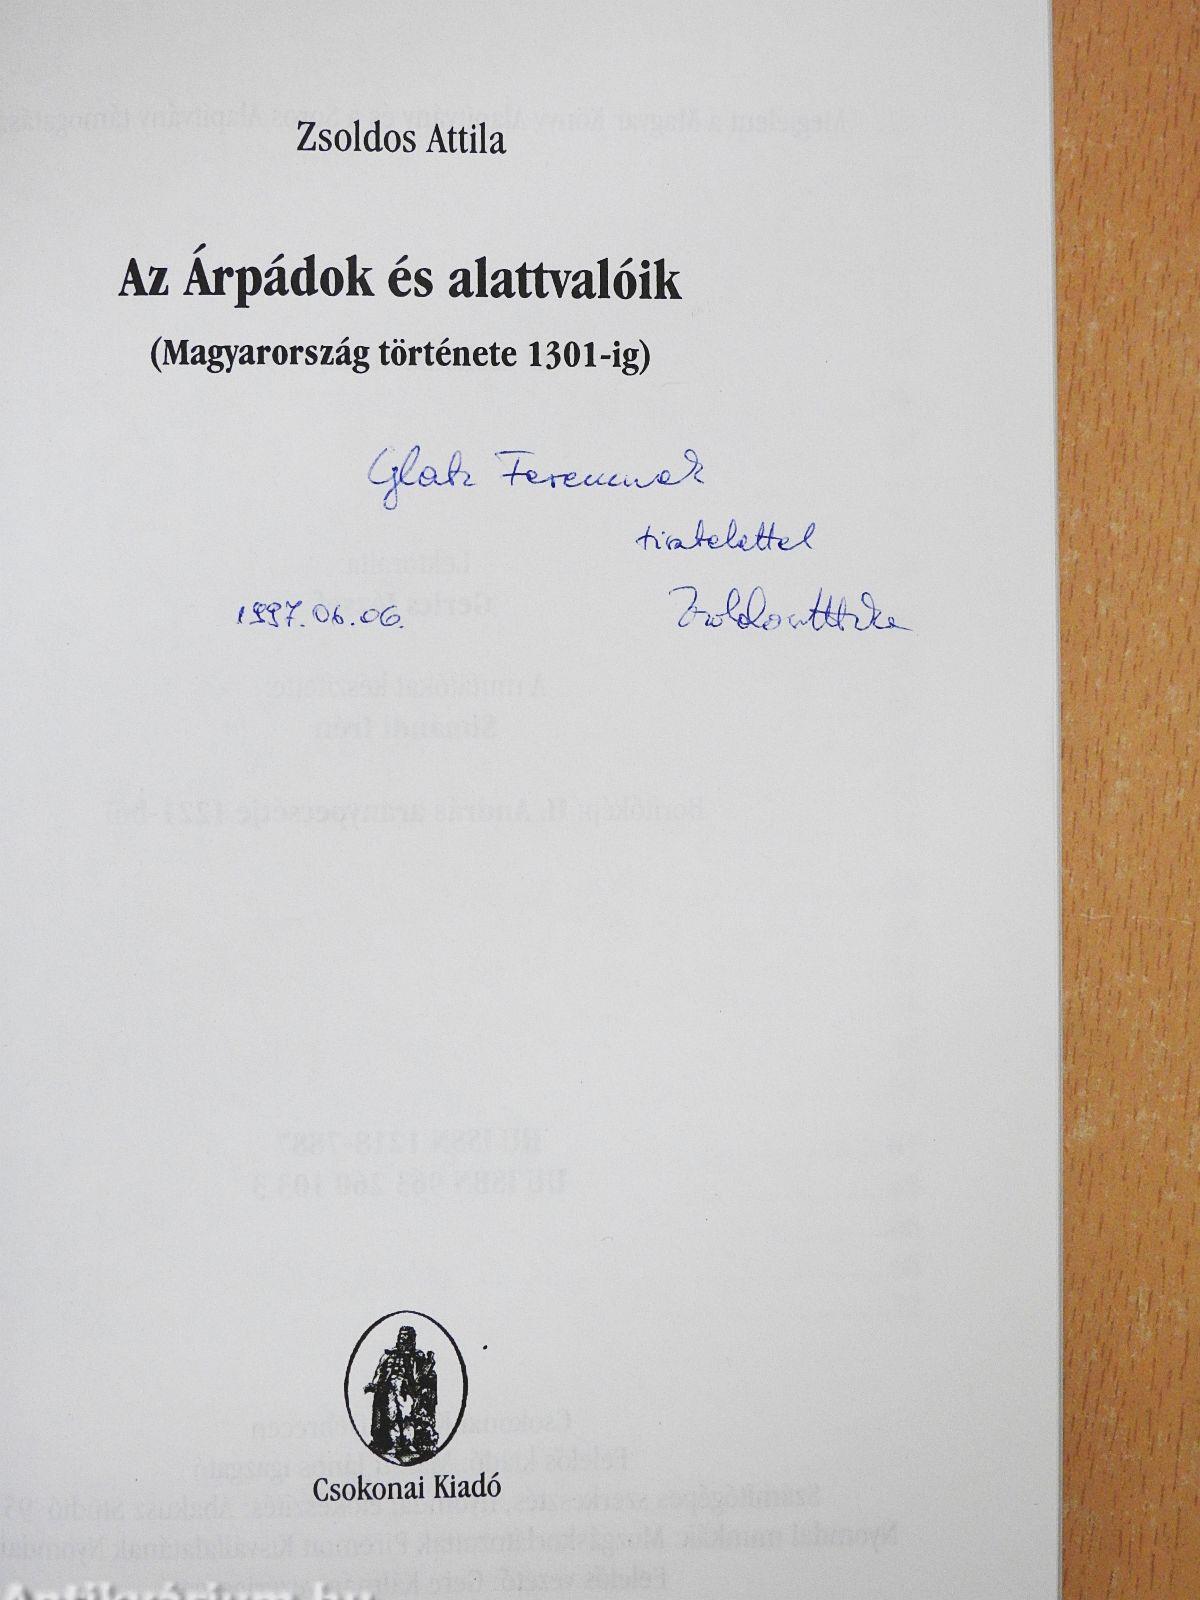 Zsoldos Attila
Az Árpádok és alattvalóik
(Magyarország története 1301-ig)
Glatz Ferencnek
tisztelettel
1997.06.06.
Zsoldos Attila
Csokonai Kiadó